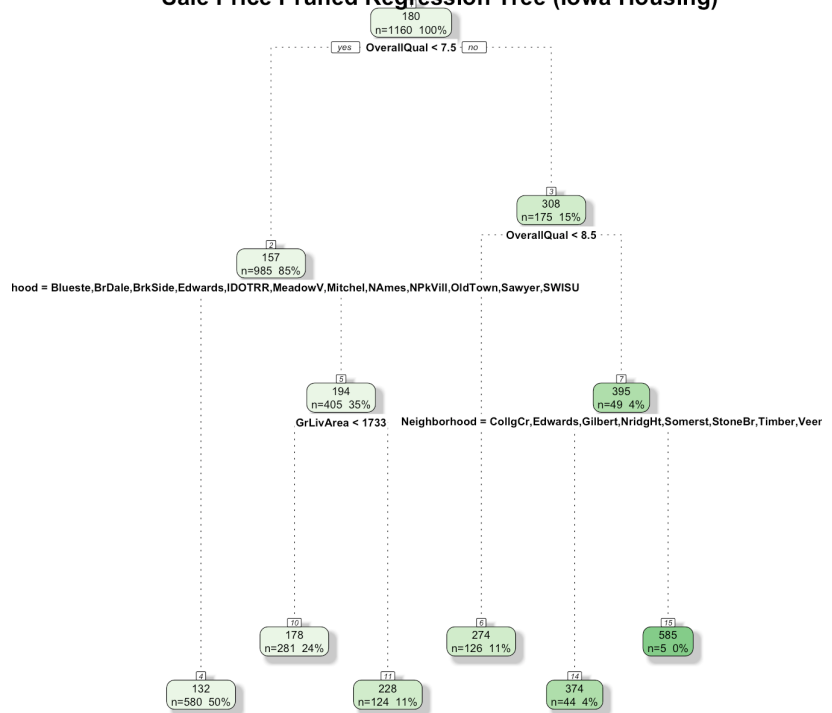 Sale Price Pruned Regression Tree (Iowa Housing)
180
n=1160 100%
yes OverallQual < 7.5 no
3
308
n=175 15%
OverallQual < 8.5
2
157
n=985 85%
hood = Blueste,BrDale,BrkSide,Edwards,IDOTRR,MeadowV,Mitchel,NAmes,NPkVill,OldTown,Sawyer,SWISU
5
194
n=405 35%
GrLivArea < 1733
7
395
n=49 4%
Neighborhood = CollgCr,Edwards,Gilbert,NridgHt,Somerst,StoneBr,Timber,Veer
10
178
n=281 24%
6
274
n=126 11%
15
585
n=5 0%
4
132
n=580 50%
11
228
n=124 11%
14
374
n=44 4%